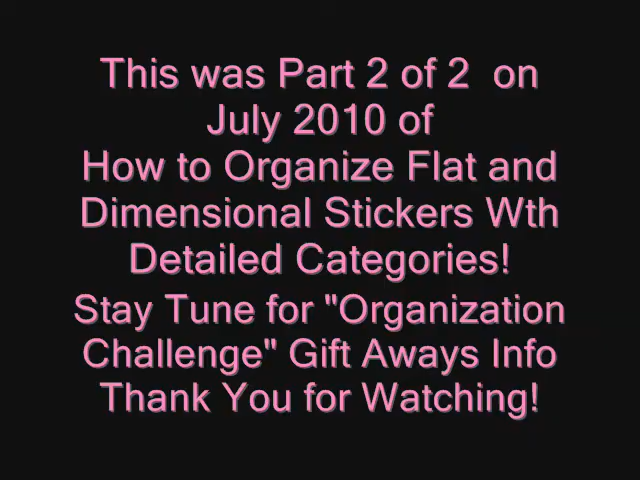 This was Part 2 of 2  on
July 2010 of
How to Organize Flat and
Dimensional Stickers Wth
Detailed Categories!
Stay Tune for "Organization
Challenge" Gift Aways Info
Thank You for Watching!